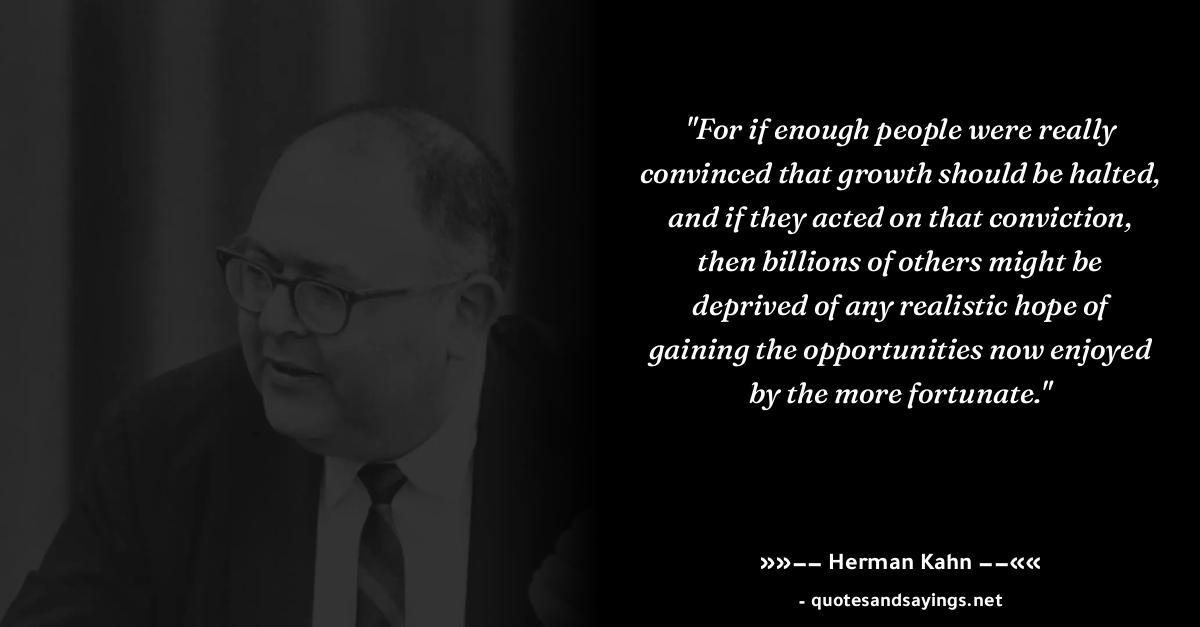 "For if enough people were really
convinced that growth should be halted,
and if they acted on that conviction,
then billions of others might be
deprived of any realistic hope of
gaining the opportunities now enjoyed
by the more fortunate."
»»–– Herman Kahn ––««
- quotesandsayings.net